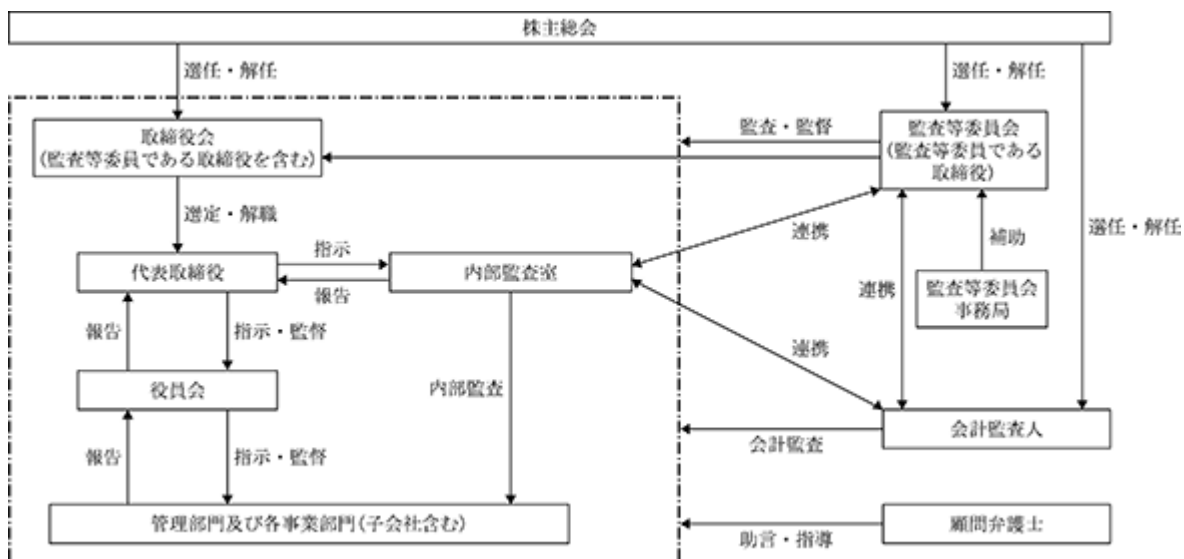 株主総会
選任・解任
選任・解任
取締役会
(監査等委員である取締役を含む)
監査・監督
監査等委員会
(監査等委員である
取締役)
選定・解職
連携
補助
選任・解任
代表取締役
指示
報告
内部監査室
連携
監査等委員会
事務局
報告
指示・監督
連携
役員会
内部監査
会計監査人
会計監査
報告
指示・監督
管理部門及び各事業部門(子会社含む)
顧問弁護士
助言・指導